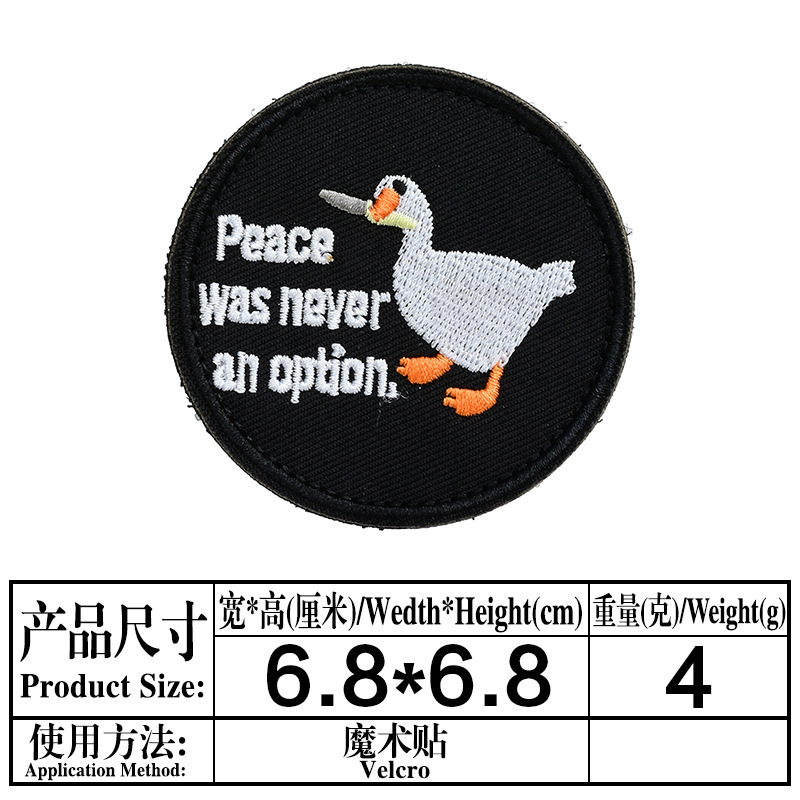 Peace
was never
an option.
产品尺寸
Product Size:
宽*高(厘米)/Wedth*Height(cm)
重量(克)/Weight(g)
6.8*6.8
4
使用方法:
Application Method:
魔术贴
Velcro